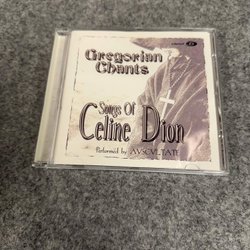 Gregorian
Chants
Songs Of
Celine Dion
Performed by AVSCVLTATE